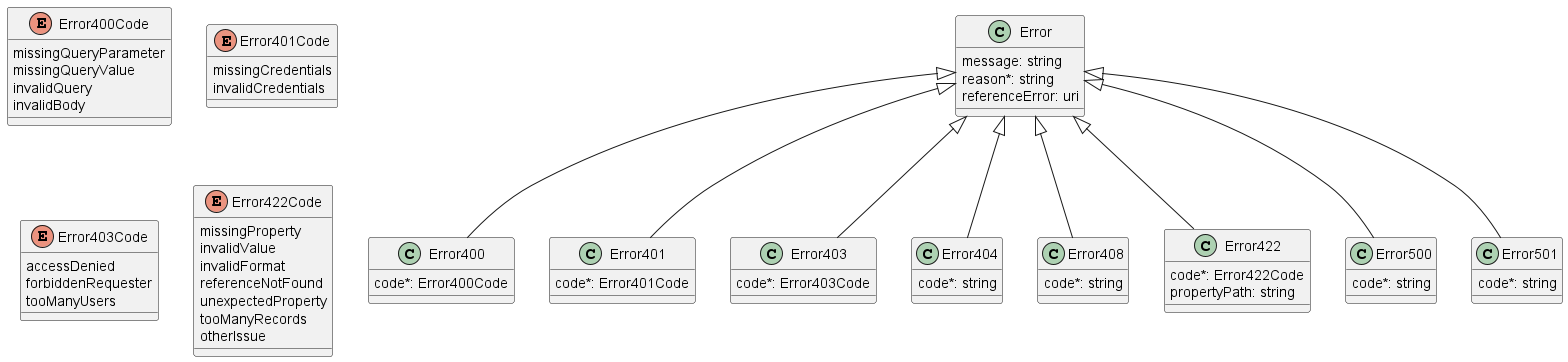 E Error400Code
missingQueryParameter
missingQueryValue
invalidQuery
invalidBody
E Error401Code
missingCredentials
invalidCredentials
C Error
message: string
reason*: string
referenceError: uri
E Error403Code
accessDenied
forbiddenRequester
tooManyUsers
E Error422Code
missingProperty
invalidValue
invalidFormat
referenceNotFound
unexpectedProperty
tooManyRecords
otherIssue
C Error400
code*: Error400Code
C Error401
code*: Error401Code
C Error403
code*: Error403Code
C Error404
code*: string
C Error408
code*: string
C Error422
code*: Error422Code
propertyPath: string
C Error500
code*: string
C Error501
code*: string